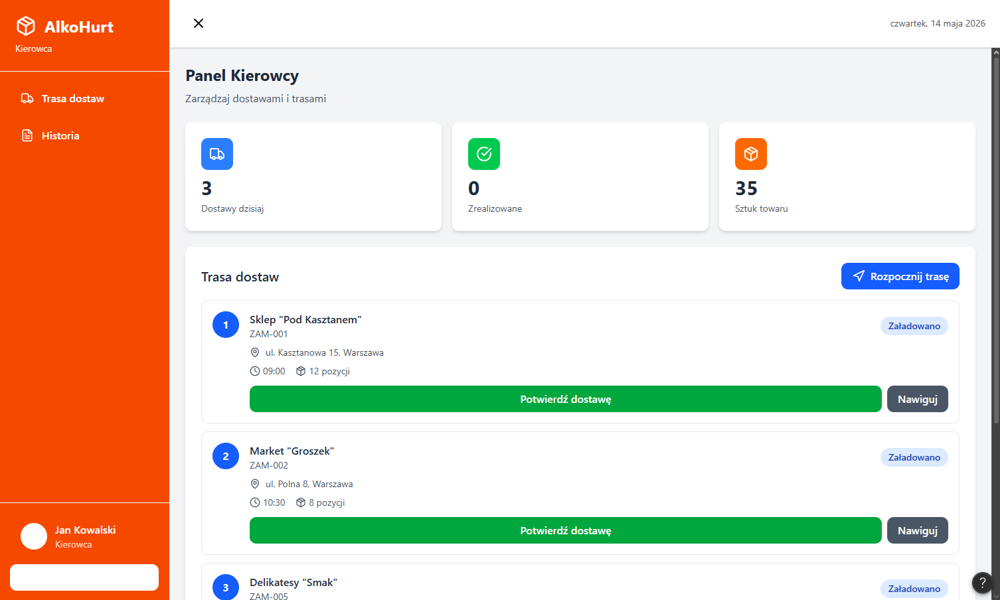 AlkoHurt
Kierowca
Trasa dostaw
Historia
Jan Kowalski
Kierowca
czwartek, 14 maja 2026
Panel Kierowcy
Zarządzaj dostawami i trasami
3
Dostawy dzisiaj
0
Zrealizowane
35
Sztuk towaru
Trasa dostaw
Rozpocznij trasę
1
Sklep "Pod Kasztanem"
Załadowano
ZAM-001
ul. Kasztanowa 15, Warszawa
09:00 12 pozycji
Potwierdź dostawę
Nawiguj
2
Market "Groszek"
Załadowano
ZAM-002
ul. Polna 8, Warszawa
10:30 8 pozycji
Potwierdź dostawę
Nawiguj
3
Delikatesy "Smak"
Załadowano
ZAM-005
?